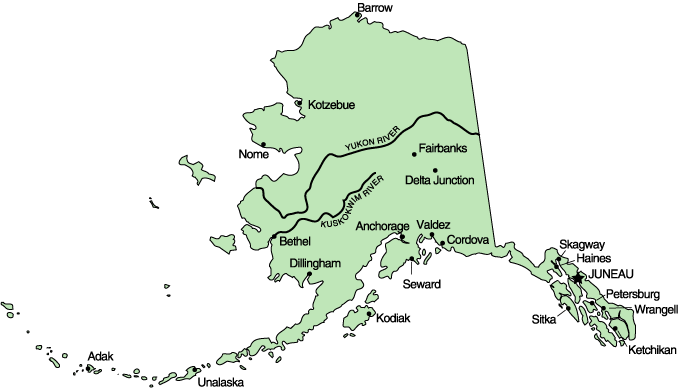 Barrow
Kotzebue
YUKON RIVER
Nome
Fairbanks
Delta Junction
KUSKOKWIM RIVER
Anchorage
Valdez
Bethel
Cordova
Skagway
Haines
Dillingham
JUNEAU
Seward
Petersburg
Wrangell
Kodiak
Sitka
Ketchikan
Adak
Unalaska